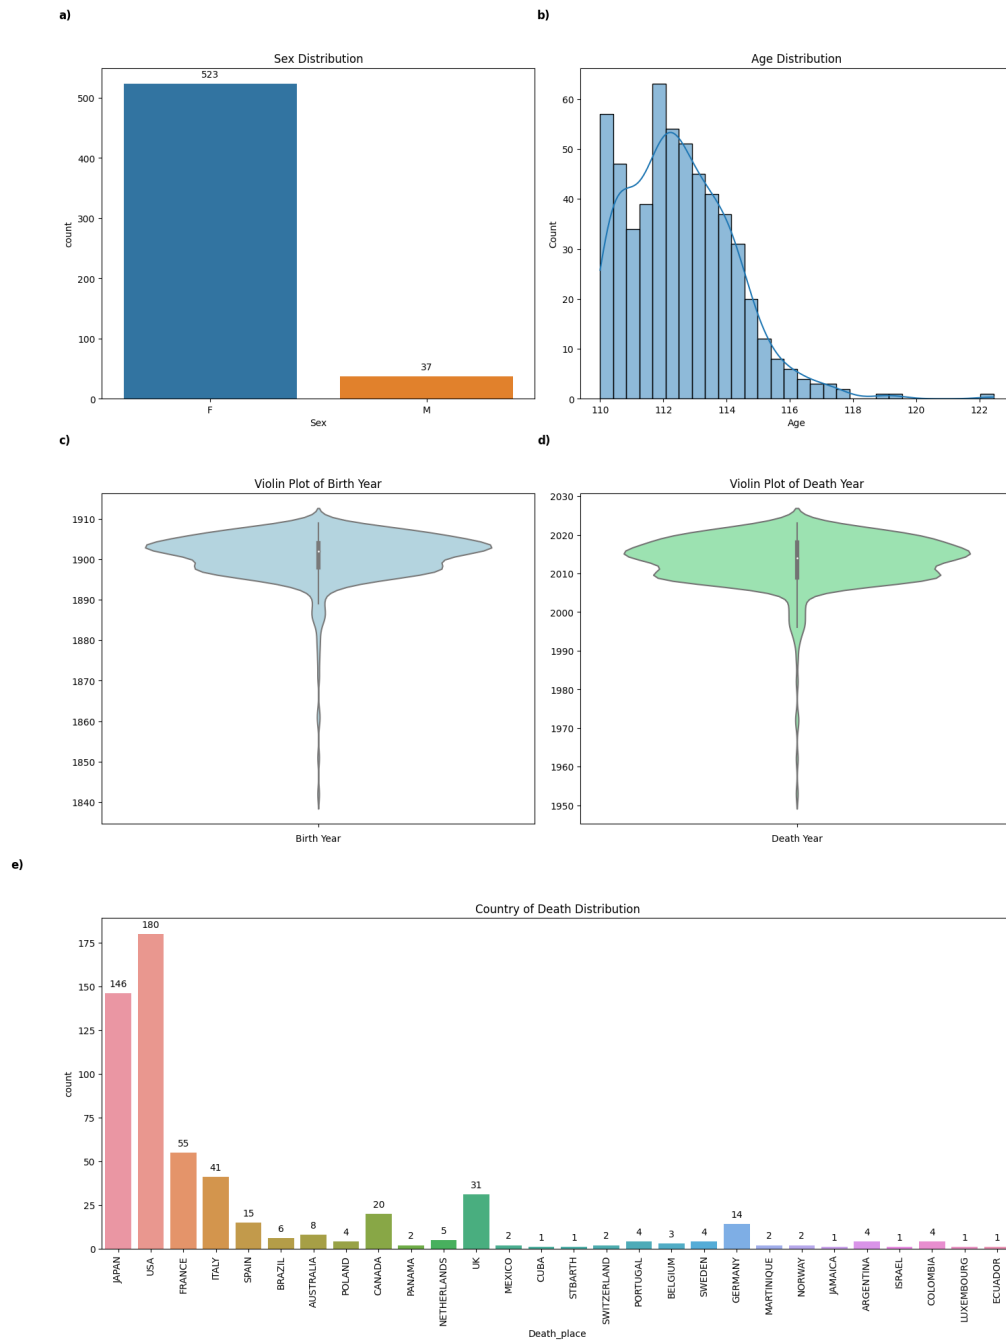 a)
b)
Sex Distribution
Age Distribution
523
37
500
400
300
200
100
0
count
F
M
Sex
60
50
40
30
20
10
0
Count
110
112
114
116
118
120
122
Age
c)
d)
Violin Plot of Birth Year
Violin Plot of Death Year
1910
1900
1890
1880
1870
1860
1850
1840
Birth Year
2030
2020
2010
2000
1990
1980
1970
1960
1950
Death Year
e)
Country of Death Distribution
175
150
125
100
75
50
25
0
count
146
180
55
41
15
6
8
4
20
2
5
31
2
1
1
2
4
3
4
14
2
2
1
4
1
4
1
1
JAPAN
USA
FRANCE
ITALY
SPAIN
BRAZIL
AUSTRALIA
POLAND
CANADA
PANAMA
NETHERLANDS
UK
MEXICO
CUBA
STBARTH
SWITZERLAND
PORTUGAL
BELGIUM
SWEDEN
GERMANY
MARTINIQUE
NORWAY
JAMAICA
ARGENTINA
ISRAEL
COLOMBIA
LUXEMBOURG
ECUADOR
Death_place